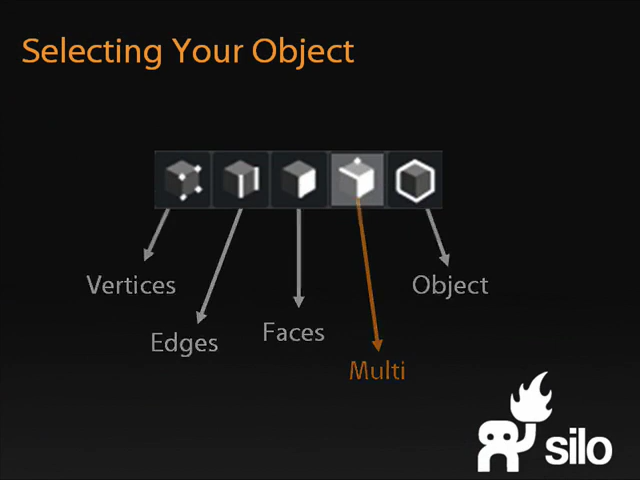 Selecting Your Object
Vertices
Object
Edges
Faces
Multi
silo